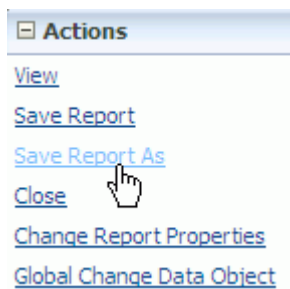 Actions
View
Save Report
Save Report As
Close
Change Report Properties
Global Change Data Object